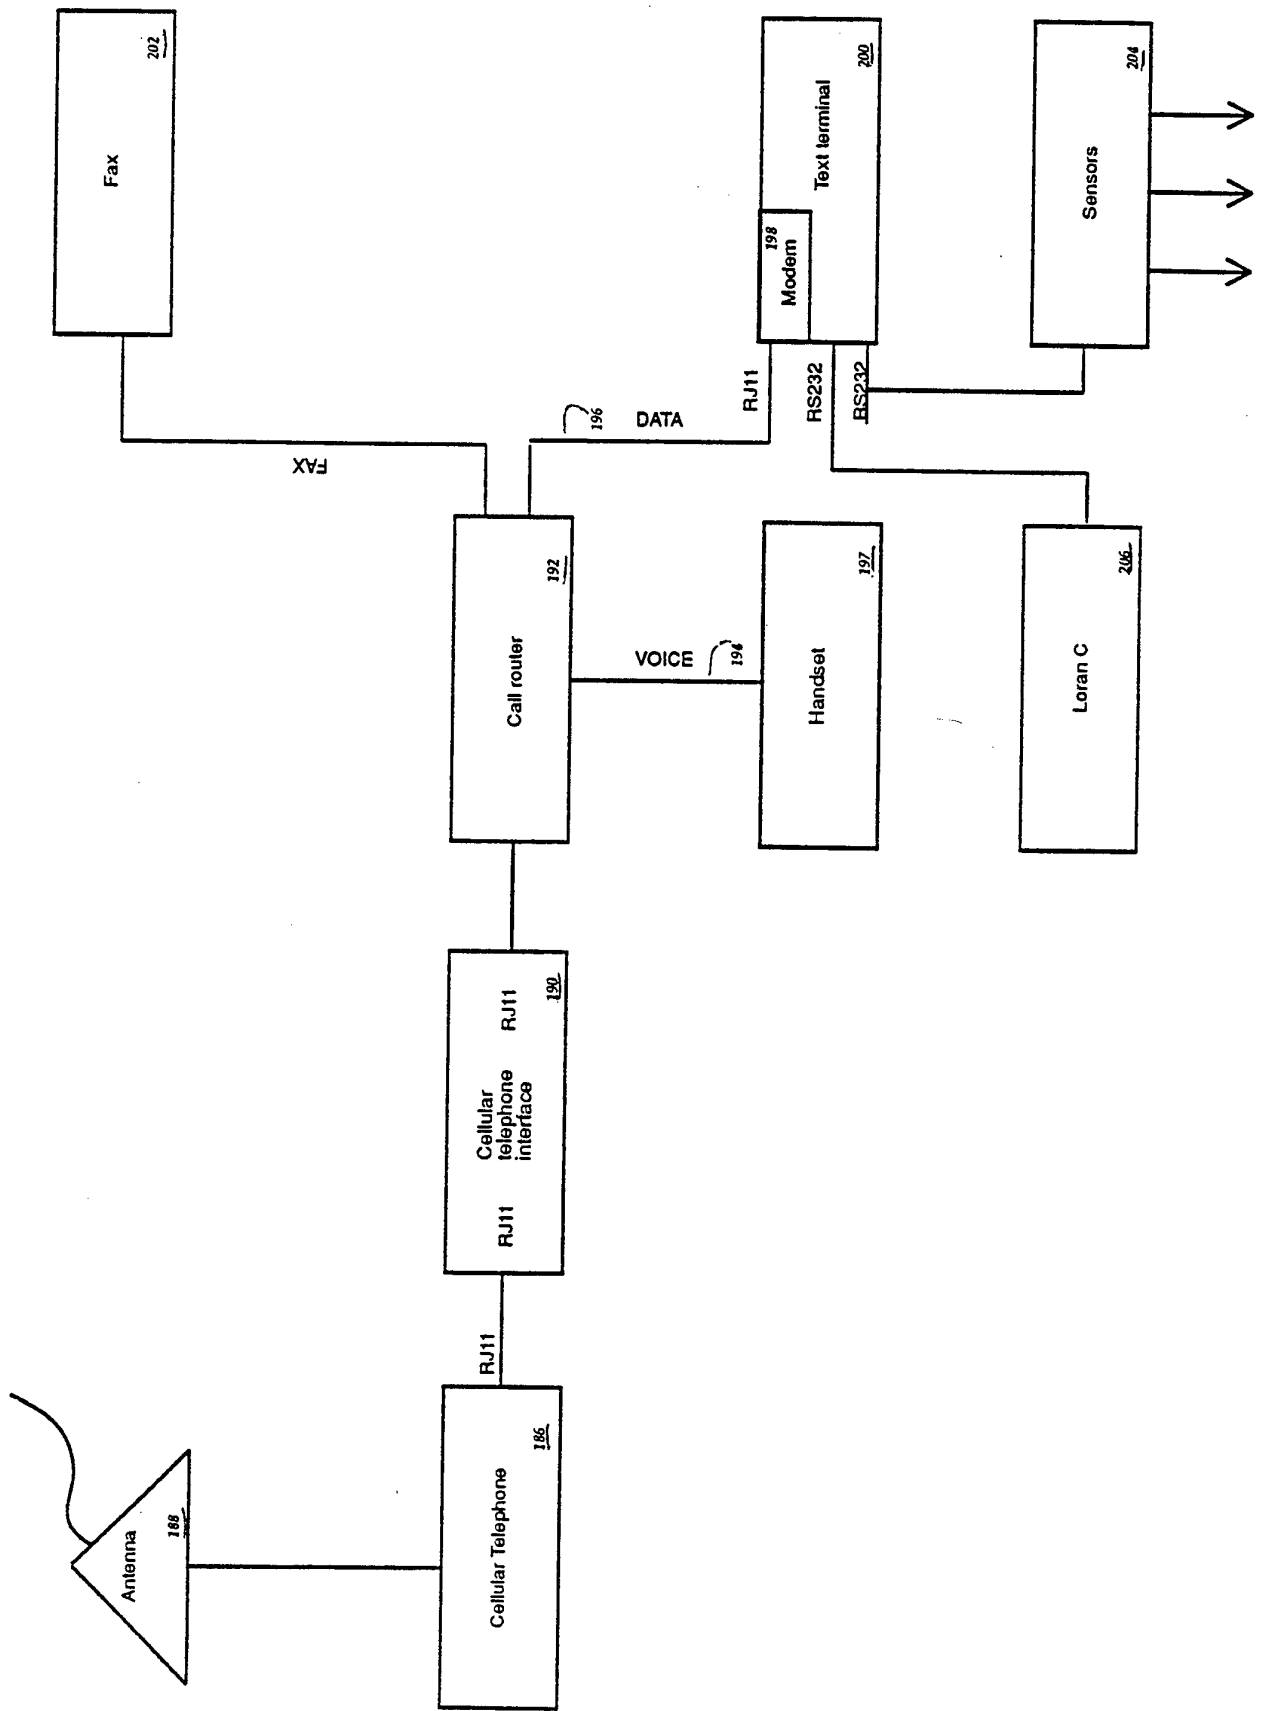 Antenna
188
Cellular Telephone
186
RJ11
RJ11
Cellular
telephone
interface
RJ11
190
Call router
192
FAX
Fax
202
VOICE
194
Handset
197
DATA
196
RJ11
RS232
RS232
Modem
198
Text terminal
200
Loran C
206
Sensors
204